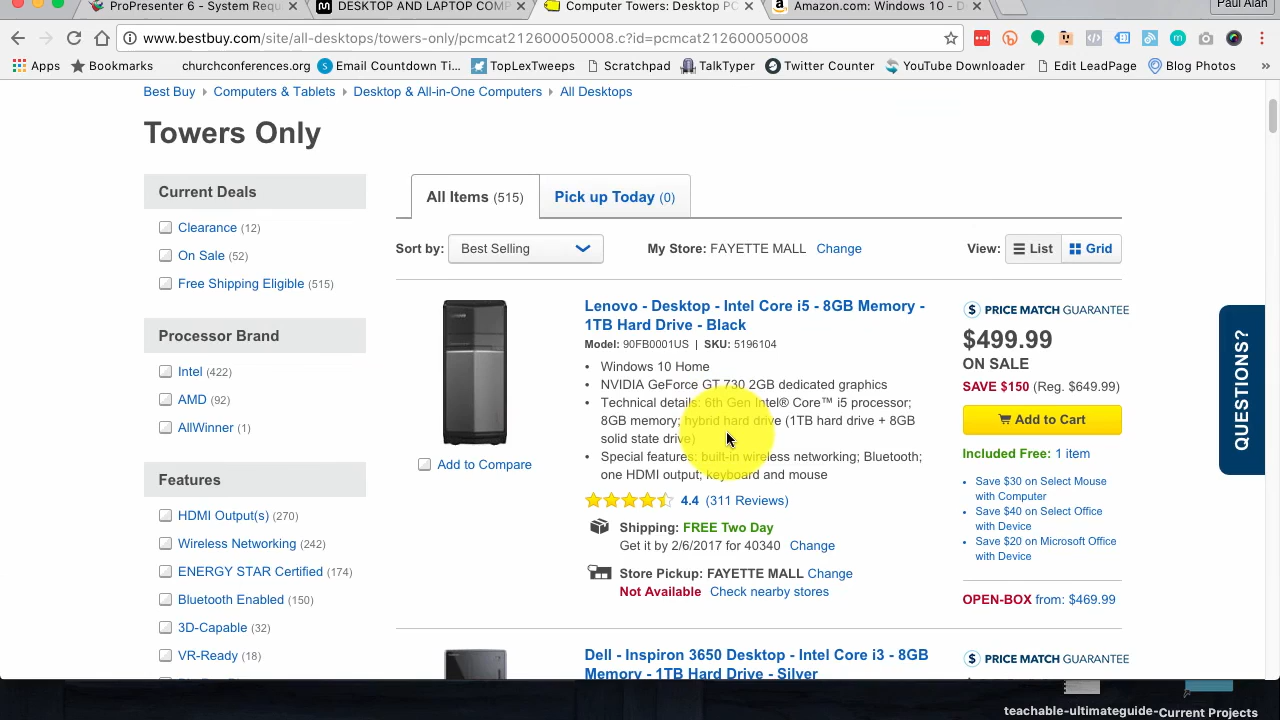 ProPresenter 6 - System Requ
DESKTOP AND LAPTOP COMP
Computer Towers: Desktop PC
Amazon.com: Windows 10 - D
Paul Alan
www.bestbuy.com/site/all-desktops/towers-only/pcmcat212600050008.c?id=pcmcat212600050008
Apps Bookmarks churchconferences.org Email Countdown Ti... TopLexTweeps Scratchpad TalkTyper Twitter Counter YouTube Downloader Edit LeadPage Blog Photos »
Best Buy Computers & Tablets Desktop & All-in-One Computers All Desktops
Towers Only
Current Deals
Clearance (12)
On Sale (52)
Free Shipping Eligible (515)
Processor Brand
Intel (422)
AMD (92)
AllWinner (1)
Features
HDMI Output(s) (270)
Wireless Networking (242)
ENERGY STAR Certified (174)
Bluetooth Enabled (150)
3D-Capable (32)
VR-Ready (18)
All Items (515)
Pick up Today (0)
Sort by: Best Selling
My Store: FAYETTE MALL Change
View: List Grid
Lenovo - Desktop - Intel Core i5 - 8GB Memory -
1TB Hard Drive - Black
Model: 90FB0001US | SKU: 5196104
• Windows 10 Home
• NVIDIA GeForce GT 730 2GB dedicated graphics
• Technical details: 6th Gen Intel® Core™ i5 processor;
8GB memory; hybrid hard drive (1TB hard drive + 8GB
solid state drive)
• Special features: built-in wireless networking; Bluetooth;
one HDMI output; keyboard and mouse
4.4 (311 Reviews)
Shipping: FREE Two Day
Get it by 2/6/2017 for 40340 Change
Store Pickup: FAYETTE MALL Change
Not Available Check nearby stores
Add to Compare
PRICE MATCH GUARANTEE
$499.99
ON SALE
SAVE $150 (Reg. $649.99)
Add to Cart
Included Free: 1 item
• Save $30 on Select Mouse
with Computer
• Save $40 on Select Office
with Device
• Save $20 on Microsoft Office
with Device
OPEN-BOX from: $469.99
QUESTIONS?
Dell - Inspiron 3650 Desktop - Intel Core i3 - 8GB
Memory - 1TB Hard Drive - Silver
PRICE MATCH GUARANTEE
teachable-ultimateguide-
Current Projects